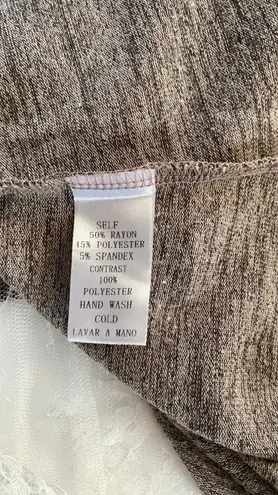 SELF
50% RAYON
45% POLYESTER
5% SPANDEX
CONTRAST
100%
POLYESTER
HAND WASH
COLD
LAVAR A MANO